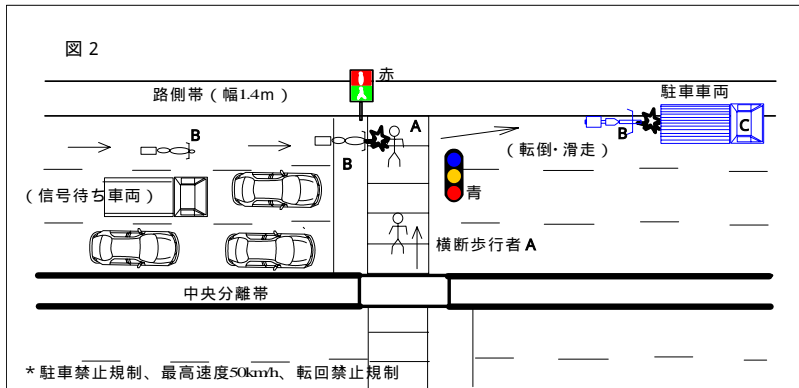 図2
赤
路側帯(幅1.4m)
駐車車両
A
B
C
B
B
(転倒・滑走)
(信号待ち車両)
青
横断歩行者A
中央分離帯
*駐車禁止規制、最高速度50km/h、転回禁止規制